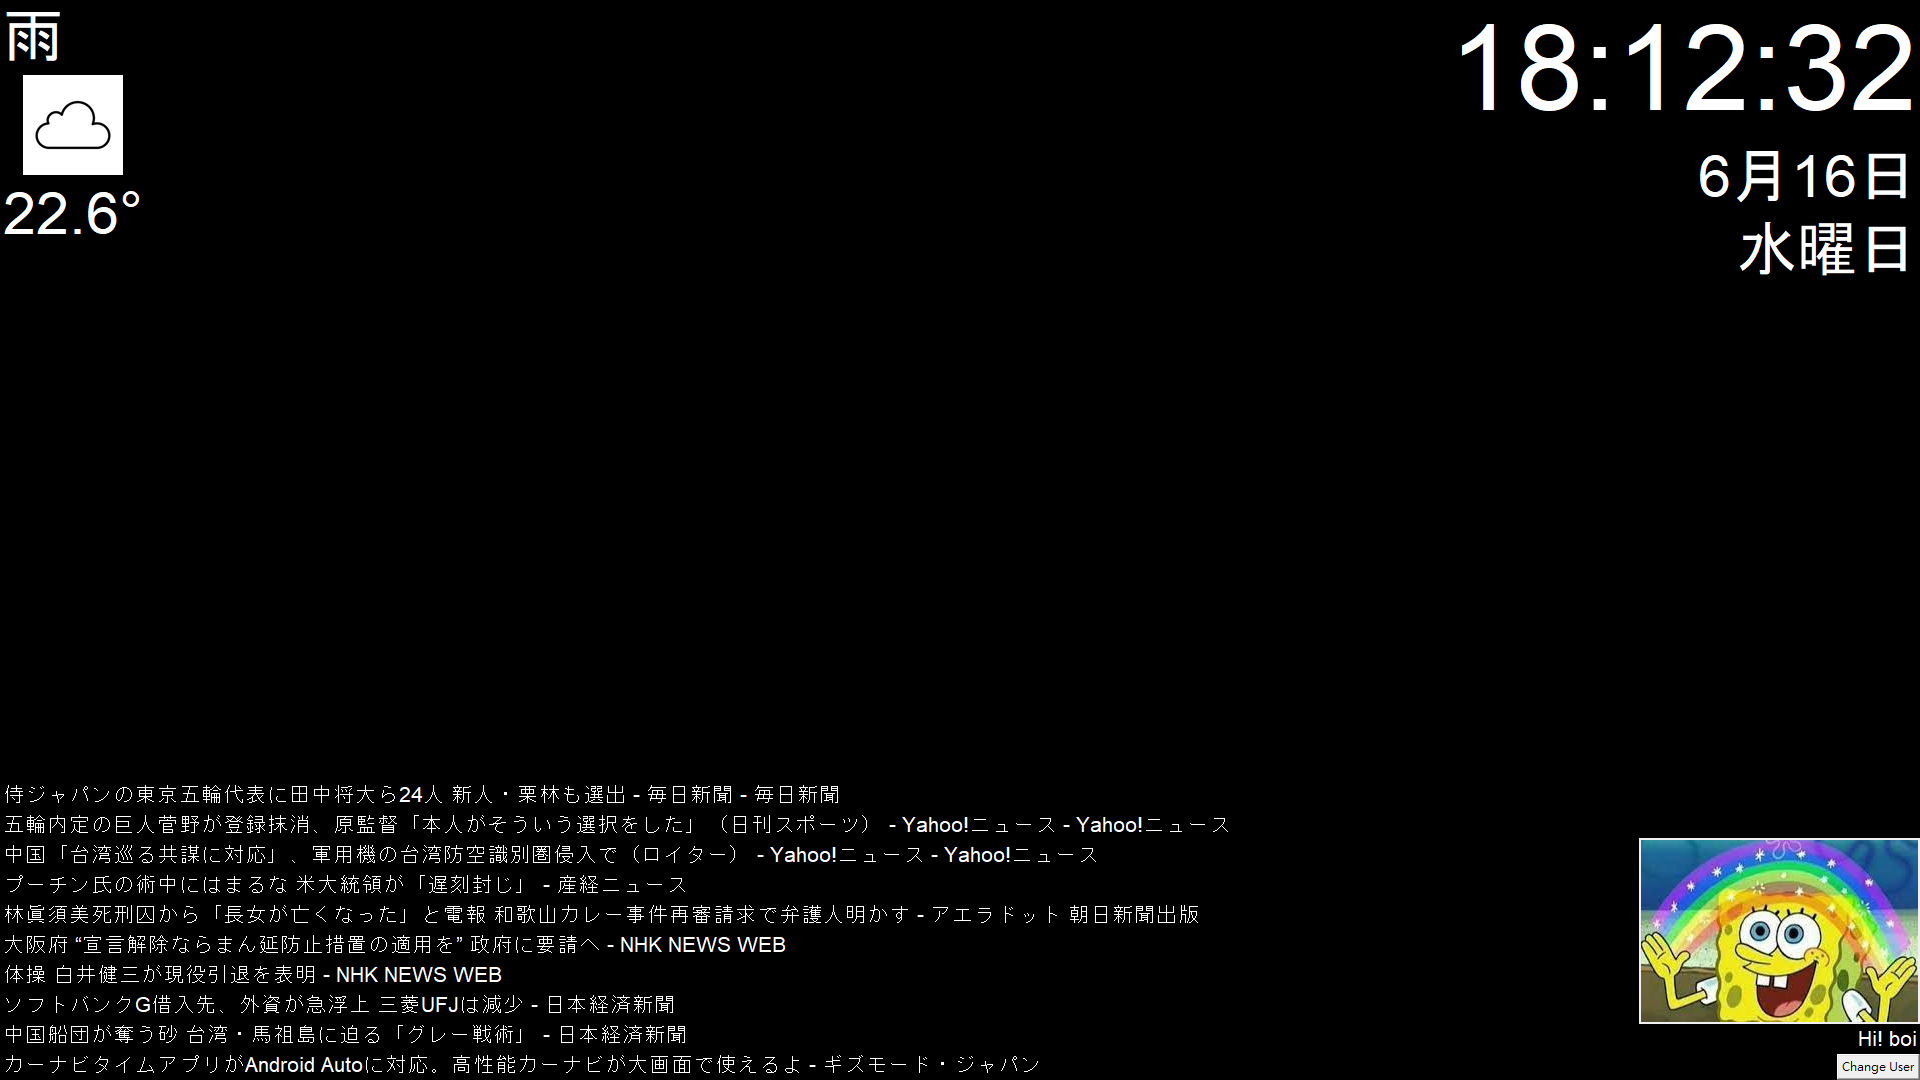 雨
22.6°
18:12:32
6月16日
水曜日
侍ジャパンの東京五輪代表に田中将大ら24人 新人・栗林も選出 - 毎日新聞 - 毎日新聞
五輪内定の巨人菅野が登録抹消、原監督「本人がそういう選択をした」（日刊スポーツ） - Yahoo!ニュース - Yahoo!ニュース
中国「台湾巡る共謀に対応」、軍用機の台湾防空識別圏侵入で（ロイター） - Yahoo!ニュース - Yahoo!ニュース
プーチン氏の術中にはまるな 米大統領が「遅刻封じ」 - 産経ニュース
林眞須美死刑囚から「長女が亡くなった」と電報 和歌山カレー事件再審請求で弁護人明かす - アエラドット 朝日新聞出版
大阪府 “宣言解除ならまん延防止措置の適用を” 政府に要請へ - NHK NEWS WEB
体操 白井健三が現役引退を表明 - NHK NEWS WEB
ソフトバンクG借入先、外資が急浮上 三菱UFJは減少 - 日本経済新聞
中国船団が奪う砂 台湾・馬祖島に迫る「グレー戦術」 - 日本経済新聞
カーナビタイムアプリがAndroid Autoに対応。高性能カーナビが大画面で使えるよ - ギズモード・ジャパン
Hi! boi
Change User